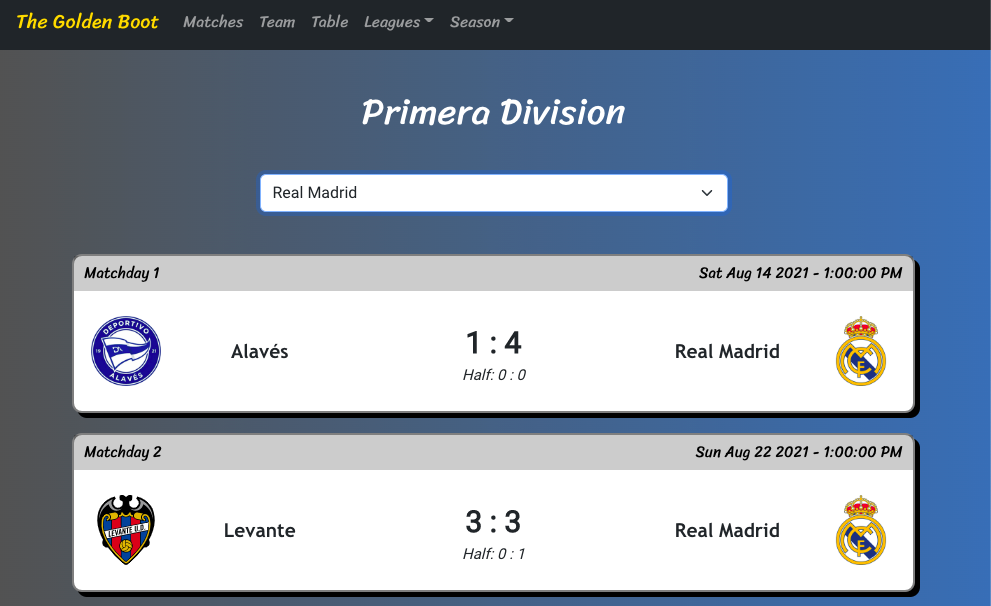 The Golden Boot Matches Team Table Leagues Season
Primera Division
Real Madrid
Matchday 1 Sat Aug 14 2021 - 1:00:00 PM
DEPORTIVO
ALAVÉS
Alavés 1 : 4 Real Madrid
Half: 0 : 0
Matchday 2 Sun Aug 22 2021 - 1:00:00 PM
LEVANTE U.D.
Levante 3 : 3 Real Madrid
Half: 0 : 1